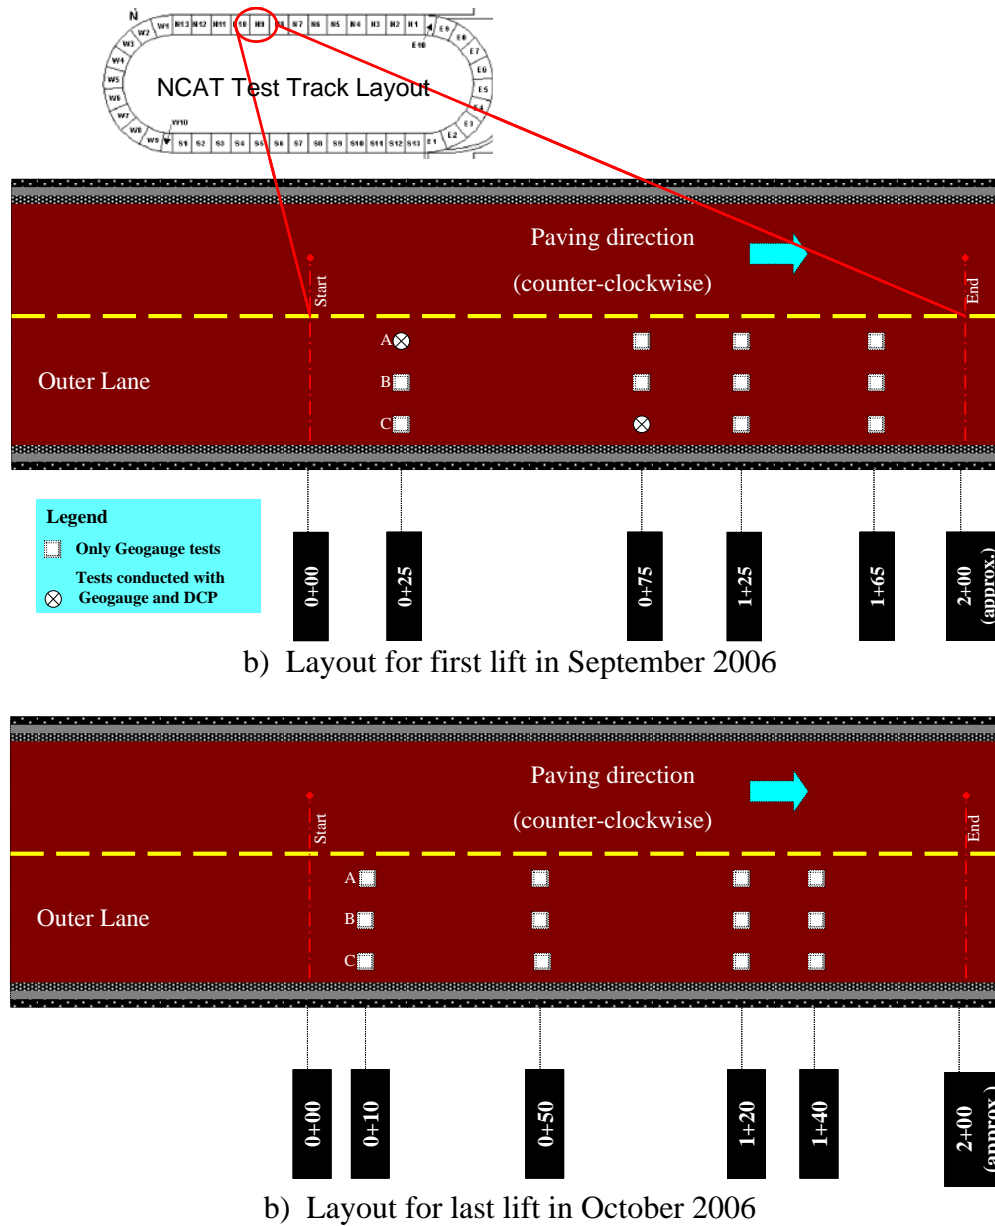 N
W1 N13 N12 N11 N10 N9 N8 N7 N6 N5 N4 N3 N2 N1
W2
W3
W4
W5
W6
W7
W8
W9
W10
E10
E9
E8
E7
E6
E5
E4
E3
E2
E1
NCAT Test Track Layout
S1 S2 S3 S4 S5 S6 S7 S8 S9 S10 S11 S12 S13
Paving direction
(counter-clockwise)
Start
End
Outer Lane
A
B
C
Legend
Only Geogauge tests
Tests conducted with
Geogauge and DCP
0+00
0+25
0+75
1+25
1+65
2+00
(approx.)
b) Layout for first lift in September 2006
Paving direction
(counter-clockwise)
Start
End
Outer Lane
A
B
C
0+00
0+10
0+50
1+20
1+40
2+00
(approx.)
b) Layout for last lift in October 2006